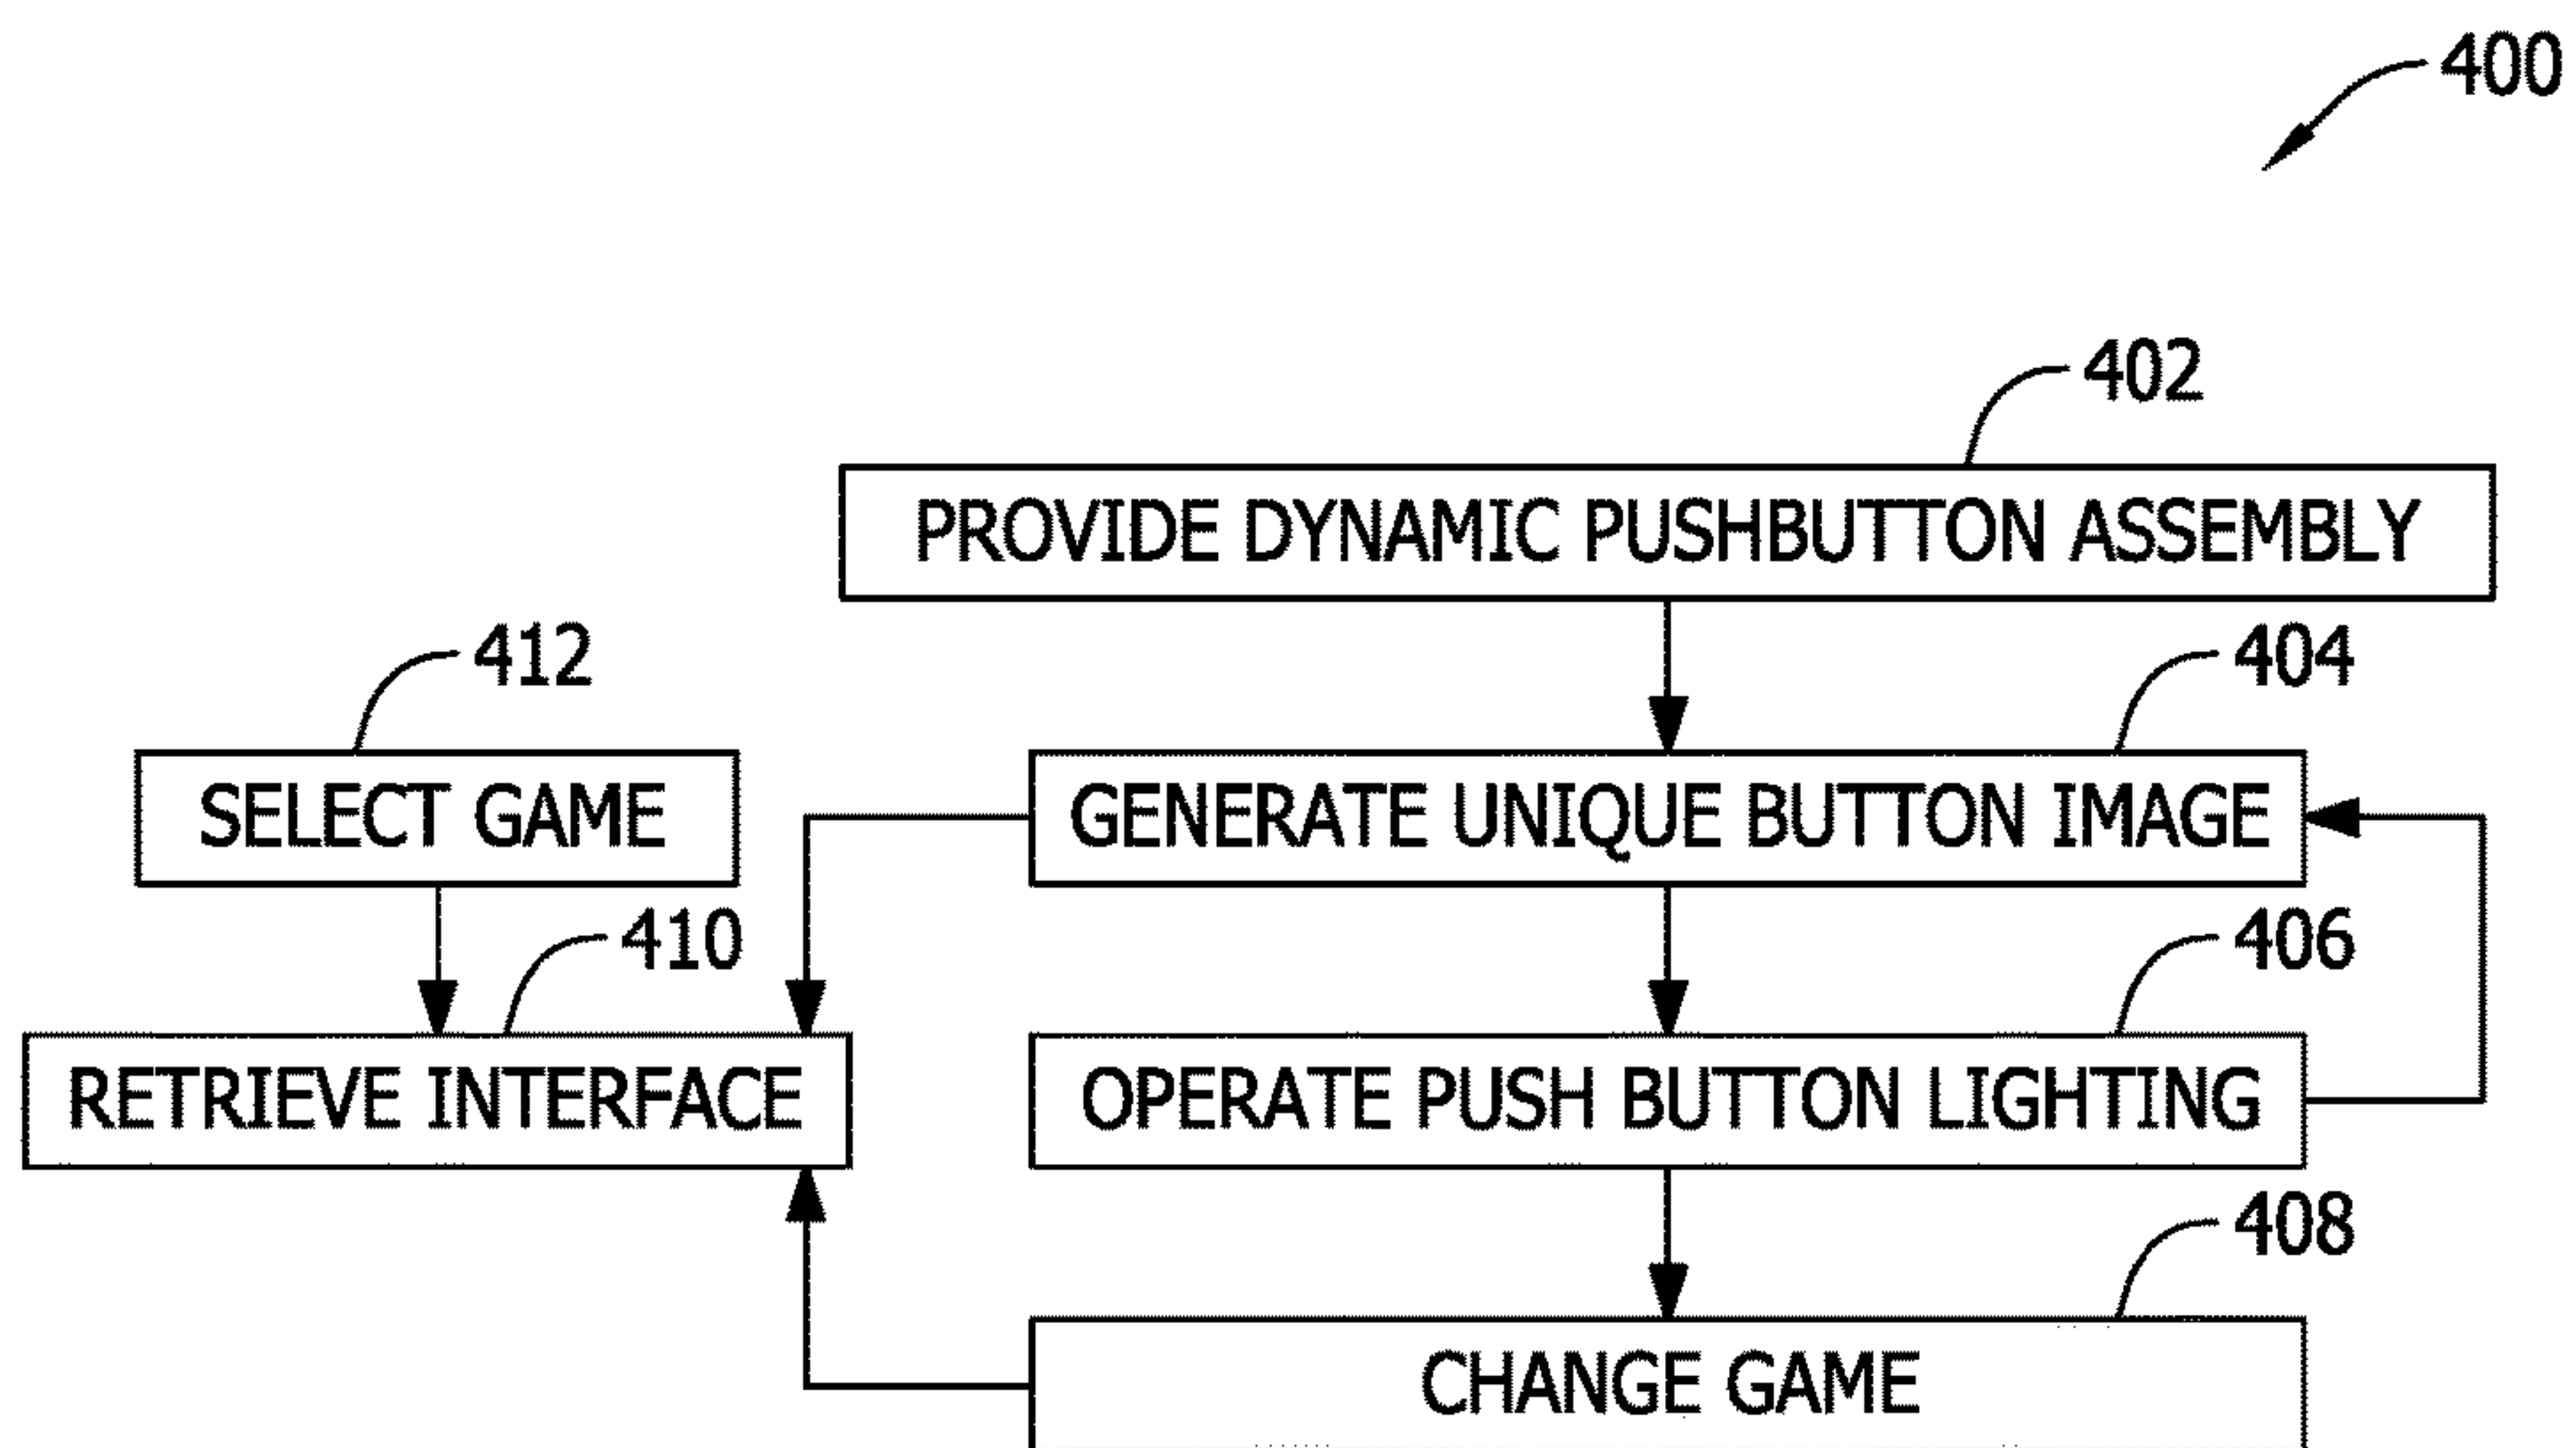 400
402
PROVIDE DYNAMIC PUSHBUTTON ASSEMBLY
412
404
SELECT GAME
GENERATE UNIQUE BUTTON IMAGE
410
406
RETRIEVE INTERFACE
OPERATE PUSH BUTTON LIGHTING
408
CHANGE GAME